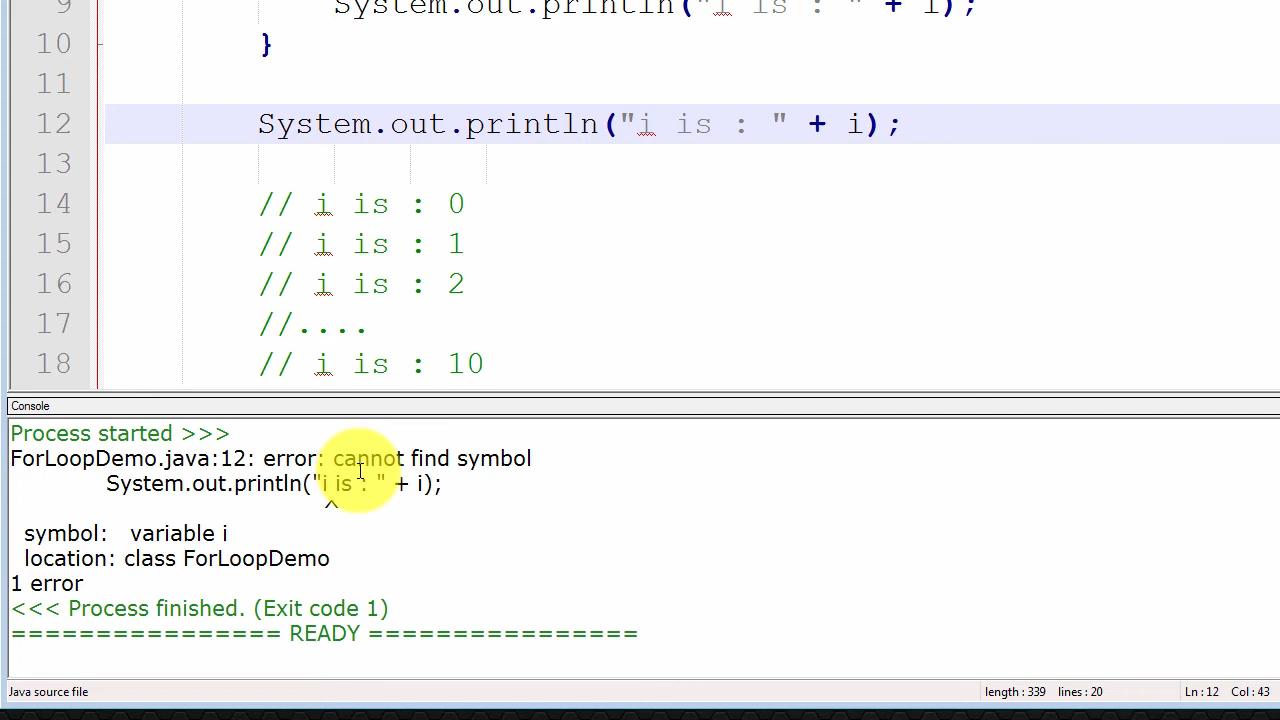 9 System.out.println("i is : " + i);
10 }
11
12 System.out.println("i is : " + i);
13
14 // i is : 0
15 // i is : 1
16 // i is : 2
17 //....
18 // i is : 10
Console
Process started >>>
ForLoopDemo.java:12: error: cannot find symbol
System.out.println("i is : " + i);
^
symbol: variable i
location: class ForLoopDemo
1 error
<<< Process finished. (Exit code 1)
================ READY ================
Java source file length : 339 lines : 20 Ln : 12 Col : 43